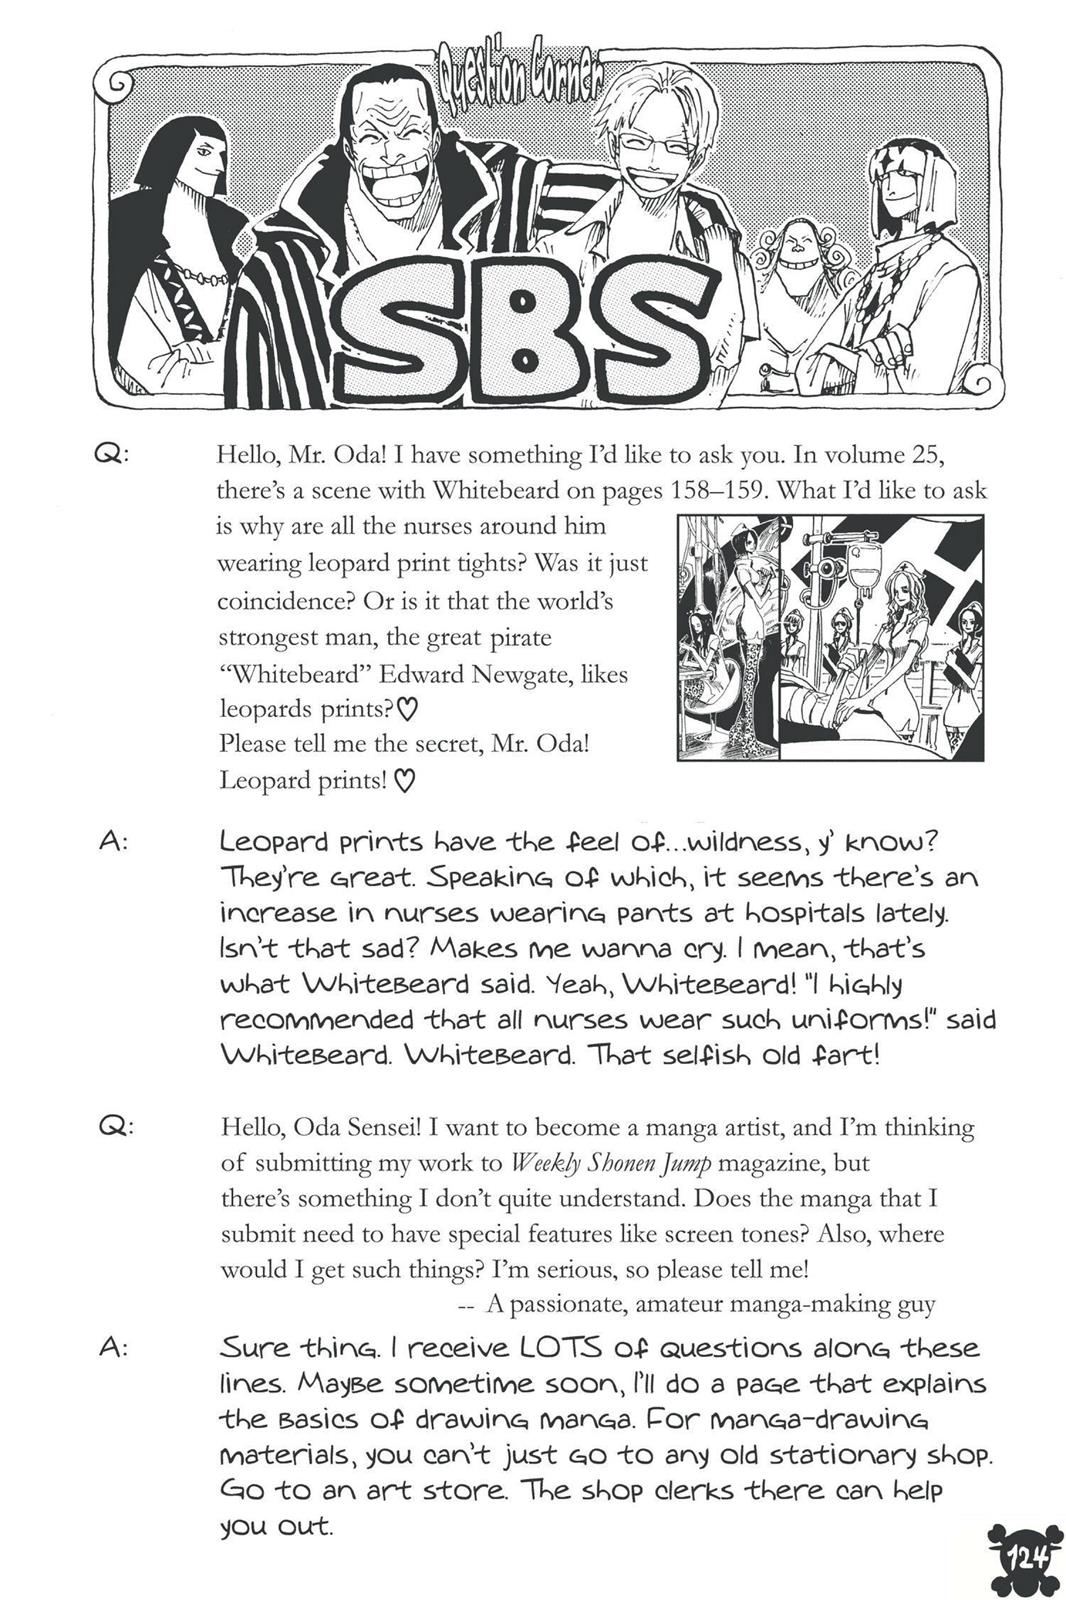 Question Corner
SBS
Q:
Hello, Mr. Oda! I have something I'd like to ask you. In volume 25,
there's a scene with Whitebeard on pages 158–159. What I'd like to ask
is why are all the nurses around him
wearing leopard print tights? Was it just
coincidence? Or is it that the world's
strongest man, the great pirate
"Whitebeard" Edward Newgate, likes
leopards prints?♡
Please tell me the secret, Mr. Oda!
Leopard prints! ♡
A:
Leopard prints have the feel of...wildness, y' know?
They're great. Speaking of which, it seems there's an
increase in nurses wearing pants at hospitals lately.
Isn't that sad? Makes me wanna cry. I mean, that's
what Whitebeard said. Yeah, Whitebeard! "I highly
recommended that all nurses wear such uniforms!" said
Whitebeard. Whitebeard. That selfish old fart!
Q:
Hello, Oda Sensei! I want to become a manga artist, and I'm thinking
of submitting my work to Weekly Shonen Jump magazine, but
there's something I don't quite understand. Does the manga that I
submit need to have special features like screen tones? Also, where
would I get such things? I'm serious, so please tell me!
-- A passionate, amateur manga-making guy
A:
Sure thing. I receive LOTS of questions along these
lines. Maybe sometime soon, I'll do a page that explains
the basics of drawing manga. For manga-drawing
materials, you can't just go to any old stationary shop.
Go to an art store. The shop clerks there can help
you out.
124